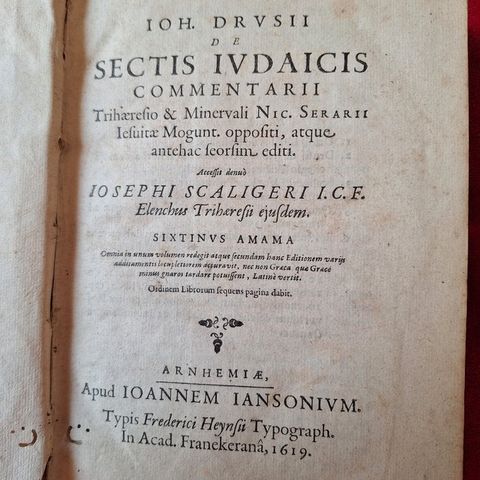 IOH. DRVSII
DE
SECTIS IVDAICIS
COMMENTARII
Trihæresio & Minervali NIC. SERARII
Iesuitæ Mogunt. oppositi, atque
antehac seorsim editi.
Accessit denuò
IOSEPHI SCALIGERI I.C.F.
Elenchus Trihæresii ejusdem.
SIXTINVS AMAMA
Omnia in unum volumen redegit atque secundam hanc Editionem varijs
additamentis locupletiorem accuravit, nec non Græca quæ Græcè
minus gnaros tardare potuissent, Latinè vertit.
Ordinem Librorum sequens pagina dabit.
ARNHEMIÆ,
Apud IOANNEM IANSONIVM.
Typis Frederici Heynsii Typograph.
In Acad. Franekeranâ, 1619.